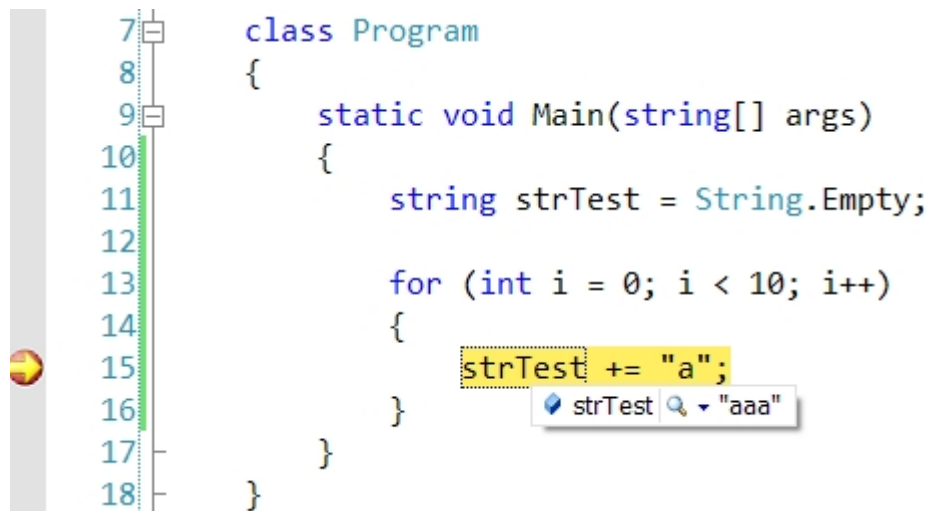 7 class Program
8 {
9 static void Main(string[] args)
10 {
11 string strTest = String.Empty;
12
13 for (int i = 0; i < 10; i++)
14 {
15 strTest += "a";
strTest "aaa"
16 }
17 }
18 }